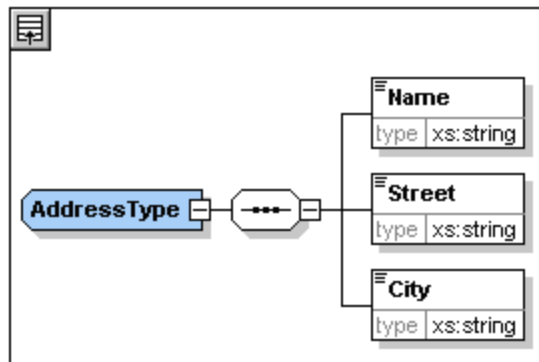 Name
type xs:string
AddressType
Street
type xs:string
City
type xs:string